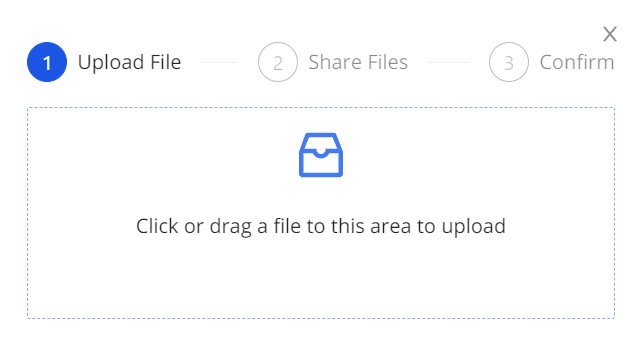 1 Upload File 2 Share Files 3 Confirm
Click or drag a file to this area to upload